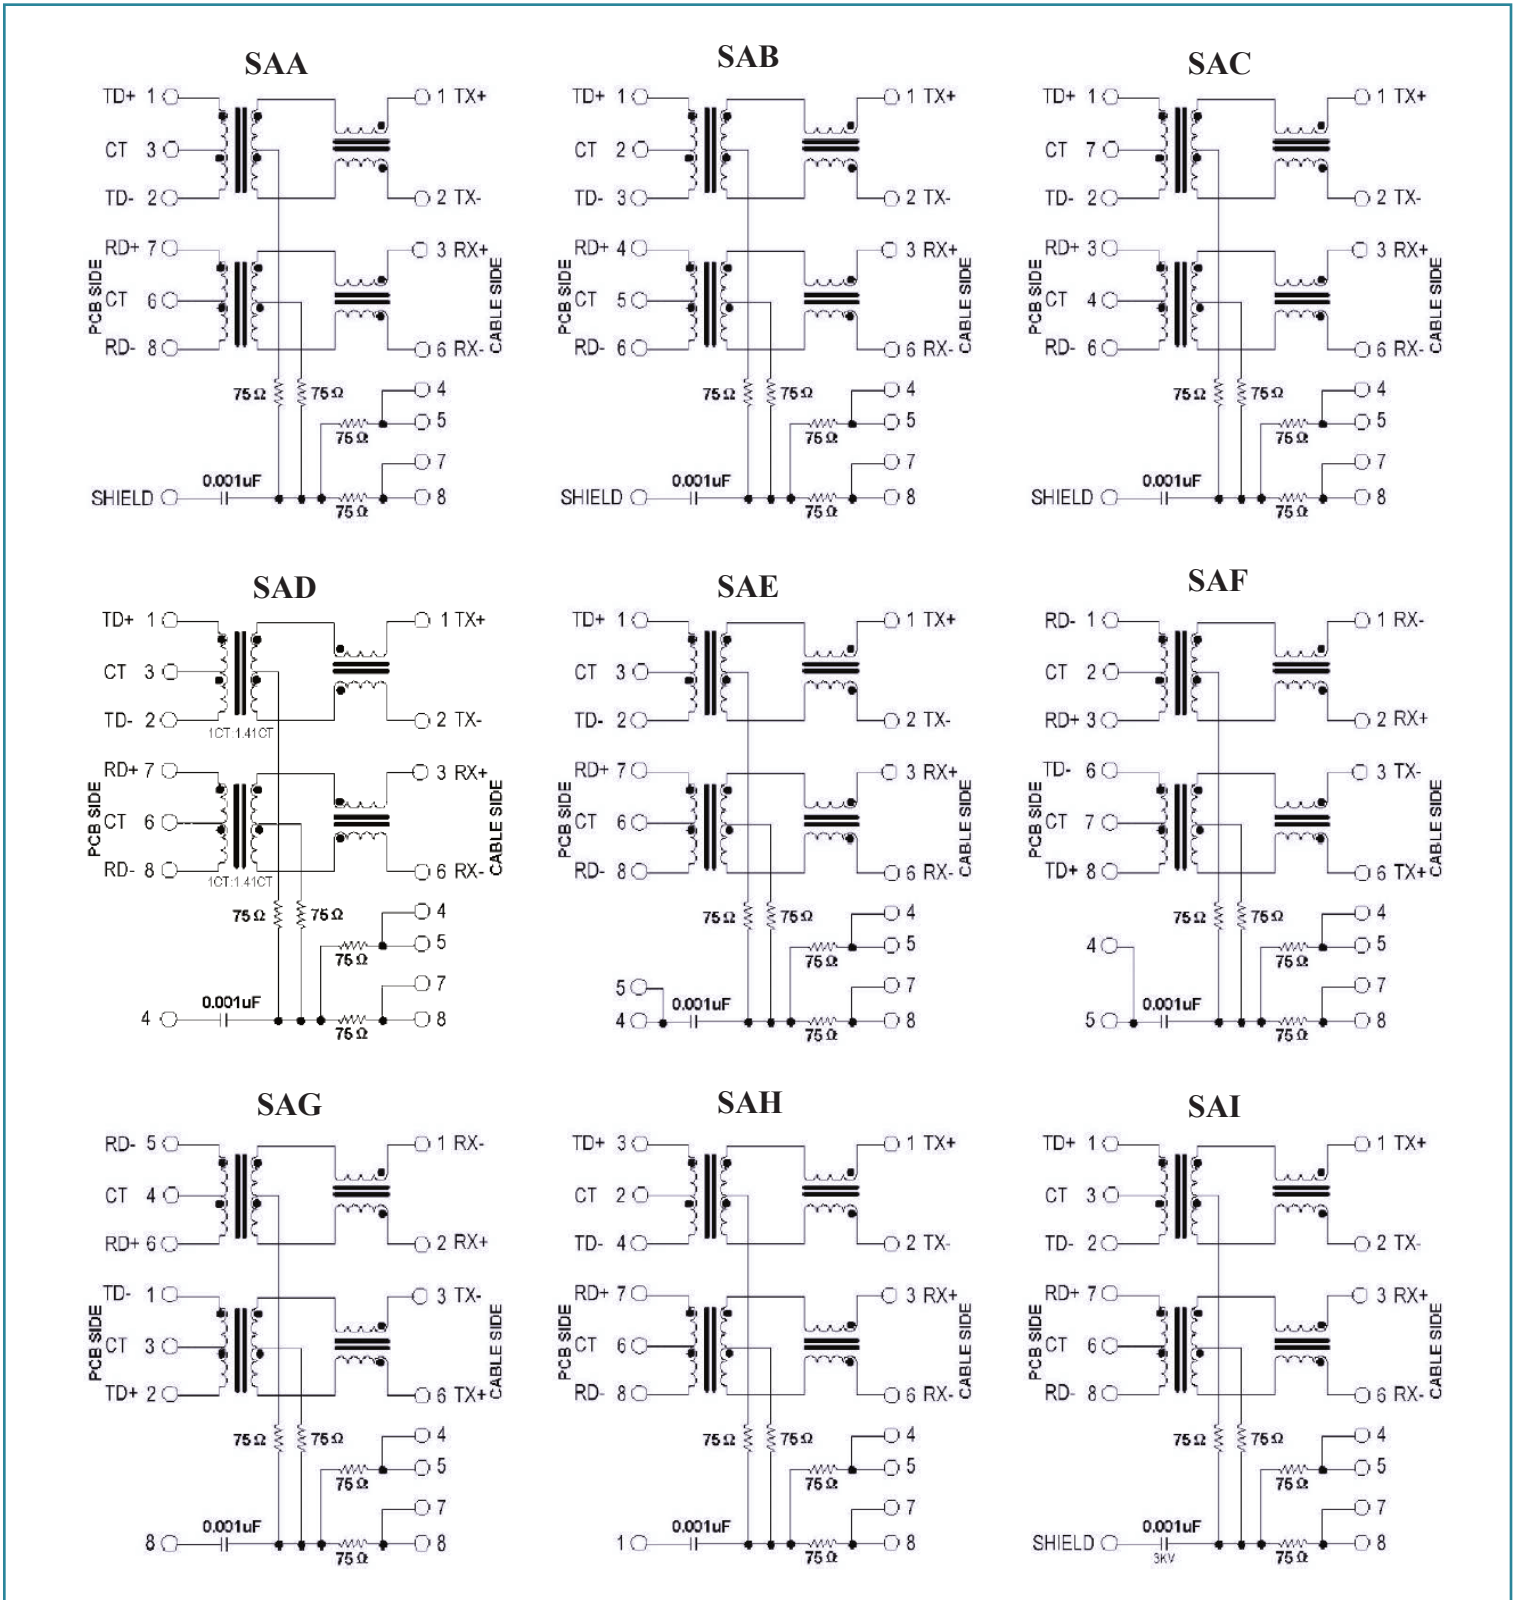 SAA
TD+ 1
1 TX+
CT 3
TD- 2
2 TX-
RD+ 7
3 RX+
PCB SIDE
CABLE SIDE
CT 6
RD- 8
6 RX-
75Ω
75Ω
4
5
75Ω
7
0.001uF
SHIELD
8
75Ω
SAB
TD+ 1
1 TX+
CT 2
TD- 3
2 TX-
RD+ 4
3 RX+
PCB SIDE
CABLE SIDE
CT 5
RD- 6
6 RX-
75Ω
75Ω
4
5
75Ω
7
0.001uF
SHIELD
8
75Ω
SAC
TD+ 1
1 TX+
CT 7
TD- 2
2 TX-
RD+ 3
3 RX+
PCB SIDE
CABLE SIDE
CT 4
RD- 6
6 RX-
75Ω
75Ω
4
5
75Ω
7
0.001uF
SHIELD
8
75Ω
SAD
TD+ 1
1 TX+
CT 3
TD- 2
2 TX-
1CT:1.41CT
RD+ 7
3 RX+
PCB SIDE
CABLE SIDE
CT 6
RD- 8
6 RX-
1CT:1.41CT
75Ω
75Ω
4
5
75Ω
7
0.001uF
4
8
75Ω
SAE
TD+ 1
1 TX+
CT 3
TD- 2
2 TX-
RD+ 7
3 RX+
PCB SIDE
CABLE SIDE
CT 6
RD- 8
6 RX-
75Ω
75Ω
4
5
75Ω
5
7
0.001uF
4
8
75Ω
SAF
RD- 1
1 RX-
CT 2
RD+ 3
2 RX+
TD- 6
3 TX-
PCB SIDE
CABLE SIDE
CT 7
TD+ 8
6 TX+
75Ω
75Ω
4
4
5
75Ω
7
0.001uF
5
8
75Ω
SAG
RD- 5
1 RX-
CT 4
RD+ 6
2 RX+
TD- 1
3 TX-
PCB SIDE
CABLE SIDE
CT 3
TD+ 2
6 TX+
75Ω
75Ω
4
5
75Ω
7
0.001uF
8
8
75Ω
SAH
TD+ 3
1 TX+
CT 2
TD- 4
2 TX-
RD+ 7
3 RX+
PCB SIDE
CABLE SIDE
CT 6
RD- 8
6 RX-
75Ω
75Ω
4
5
75Ω
7
0.001uF
1
8
75Ω
SAI
TD+ 1
1 TX+
CT 3
TD- 2
2 TX-
RD+ 7
3 RX+
PCB SIDE
CABLE SIDE
CT 6
RD- 8
6 RX-
75Ω
75Ω
4
5
75Ω
7
0.001uF
SHIELD
3KV
8
75Ω